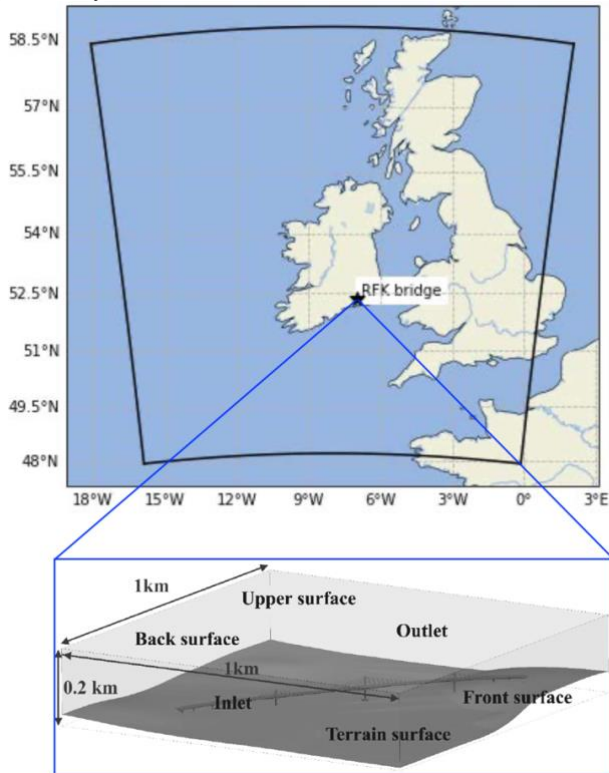 58.5°N
57°N
55.5°N
54°N
52.5°N
RFK bridge
51°N
49.5°N
48°N
18°W 15°W 12°W 9°W 6°W 3°W 0° 3°E
1km
Upper surface
Back surface
Outlet
1km
0.2 km
Inlet
Front surface
Terrain surface